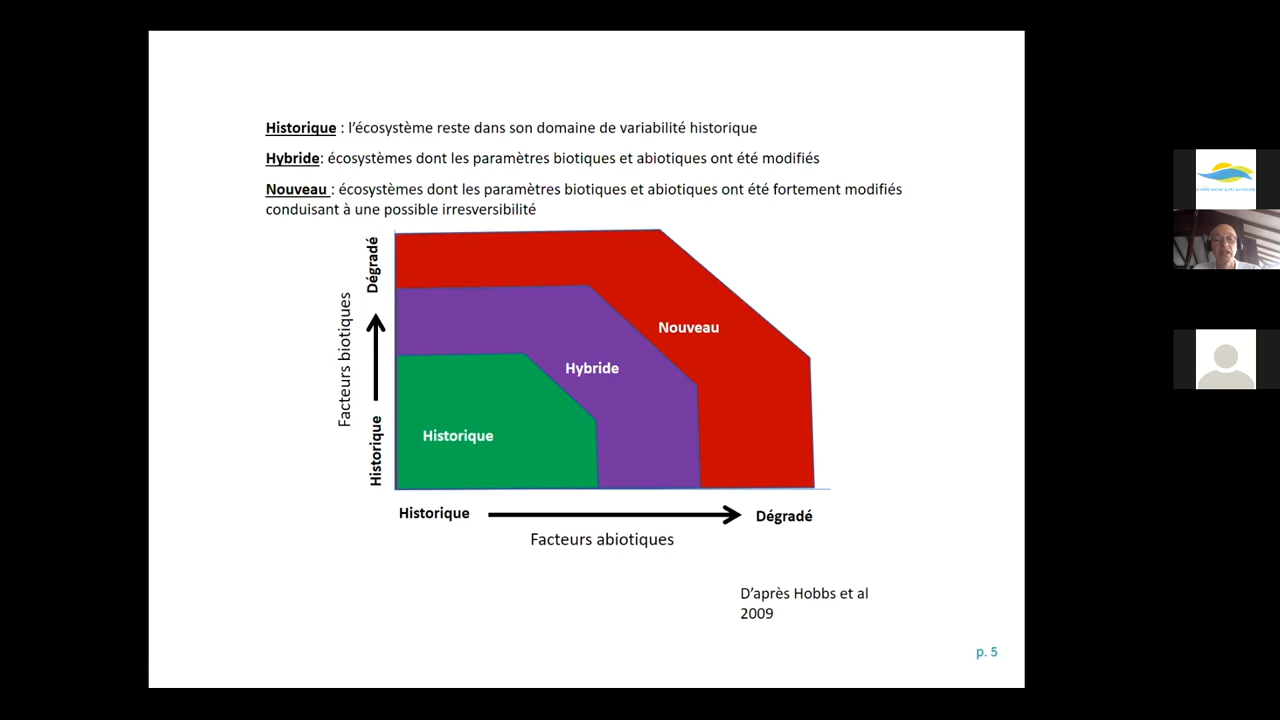 Historique : l'écosystème reste dans son domaine de variabilité historique
Hybride: écosystèmes dont les paramètres biotiques et abiotiques ont été modifiés
Nouveau : écosystèmes dont les paramètres biotiques et abiotiques ont été fortement modifiés
conduisant à une possible irresversibilité
Dégradé
Facteurs biotiques
Historique
Nouveau
Hybride
Historique
Historique
Dégradé
Facteurs abiotiques
D'après Hobbs et al
2009
p. 5